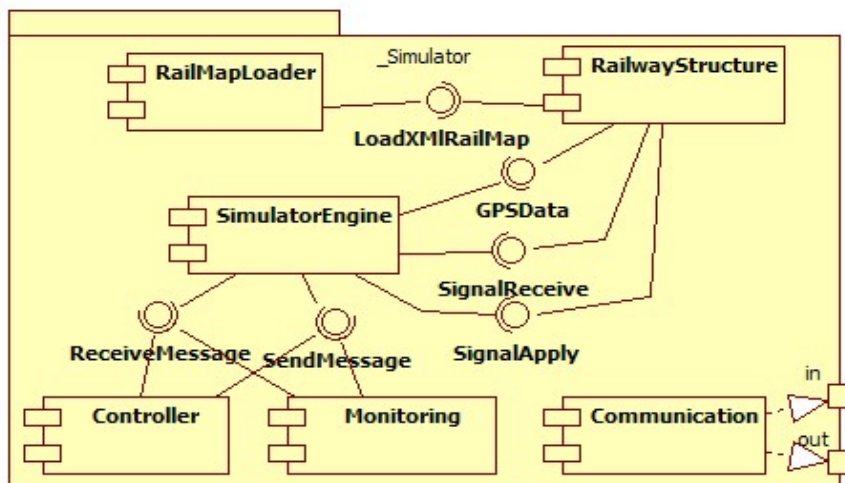 _Simulator
RailMapLoader
RailwayStructure
LoadXMlRailMap
SimulatorEngine
GPSData
SignalReceive
ReceiveMessage
SendMessage
SignalApply
in
Controller
Monitoring
Communication
out